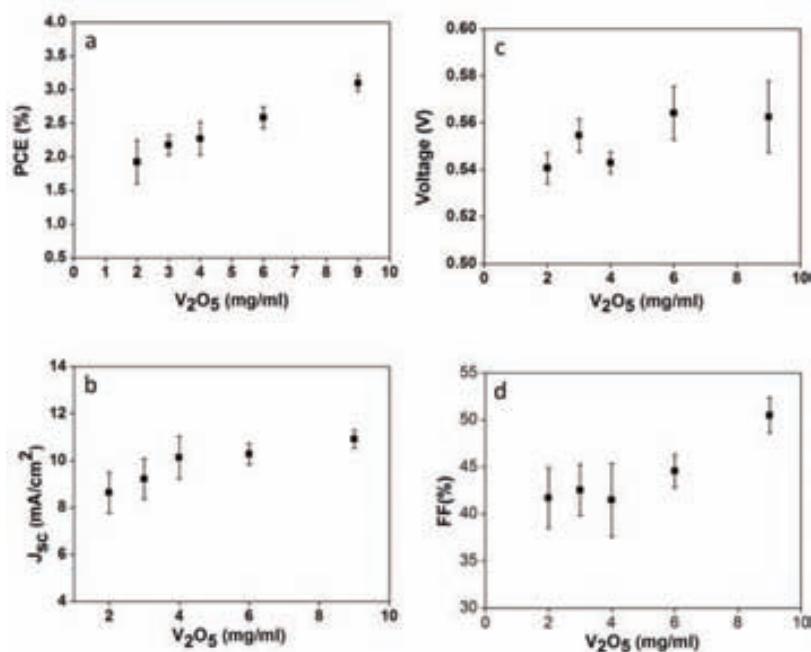 a
4.0
3.5
3.0
2.5
2.0
1.5
1.0
0.5
PCE (%)
0 1 2 3 4 5 6 7 8 9 10
V₂O₅ (mg/ml)
c
0.60
0.58
0.56
0.54
0.52
0.50
Voltage (V)
0 2 4 6 8 10
V₂O₅ (mg/ml)
b
14
12
10
8
6
4
J_SC (mA/cm²)
2 4 6 8 10
V₂O₅ (mg/ml)
d
55
50
45
40
35
30
FF(%)
0 2 4 6 8 10
V₂O₅ (mg/ml)